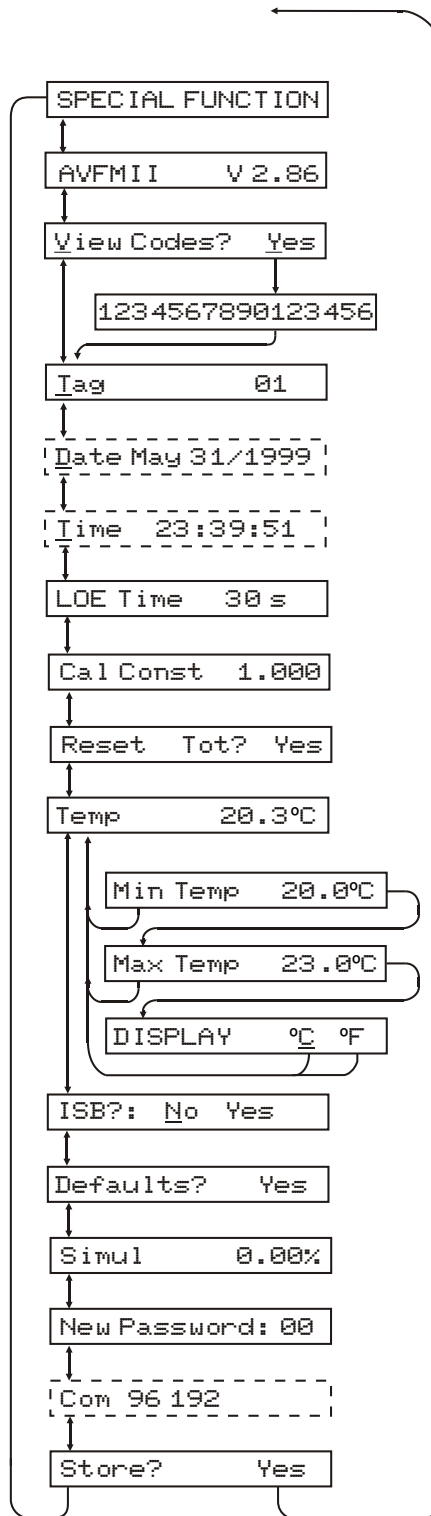 SPECIAL FUNCTION
AVFMII V 2.86
View Codes? Yes
1234567890123456
Tag 01
Date May 31/1999
Time 23:39:51
LOE Time 30 s
Cal Const 1.000
Reset Tot? Yes
Temp 20.3ºC
Min Temp 20.0ºC
Max Temp 23.0ºC
DISPLAY ºC ºF
ISB?: No Yes
Defaults? Yes
Simul 0.00%
New Password: 00
Com 96 192
Store? Yes